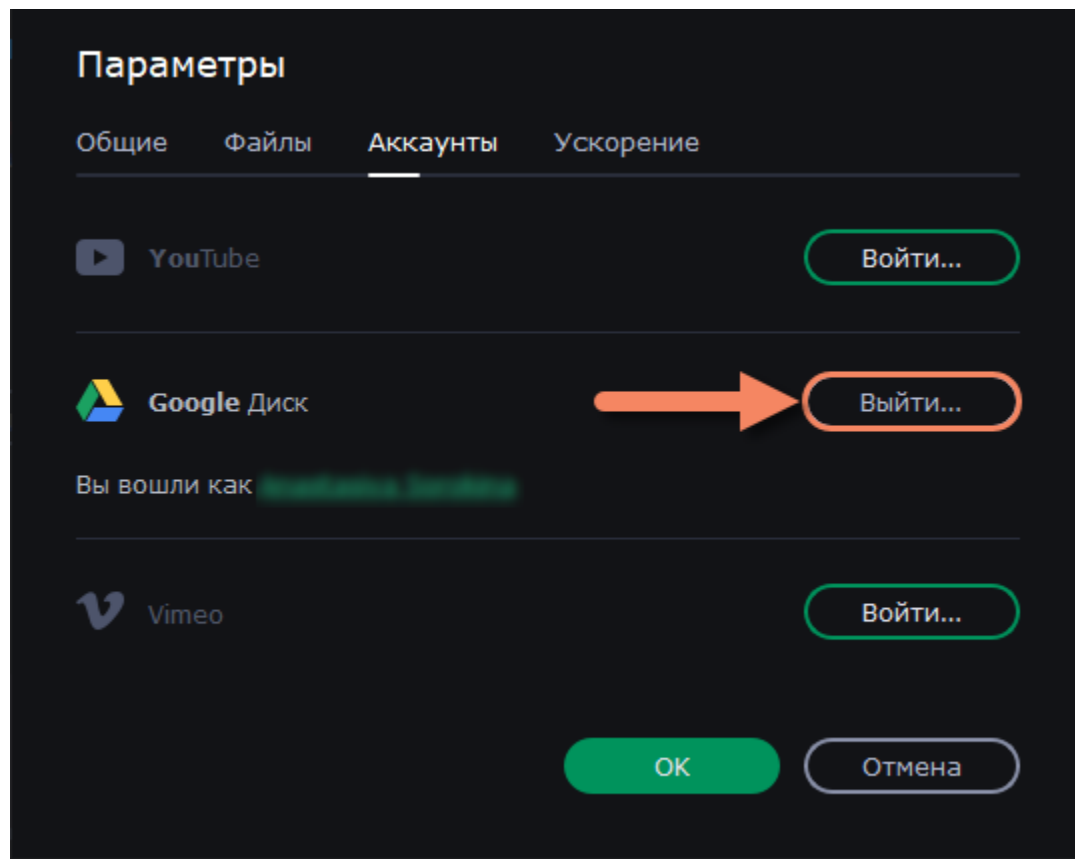 Параметры
Общие Файлы Аккаунты Ускорение
YouTube Войти...
Google Диск Выйти...
Вы вошли как
Vimeo Войти...
OK Отмена